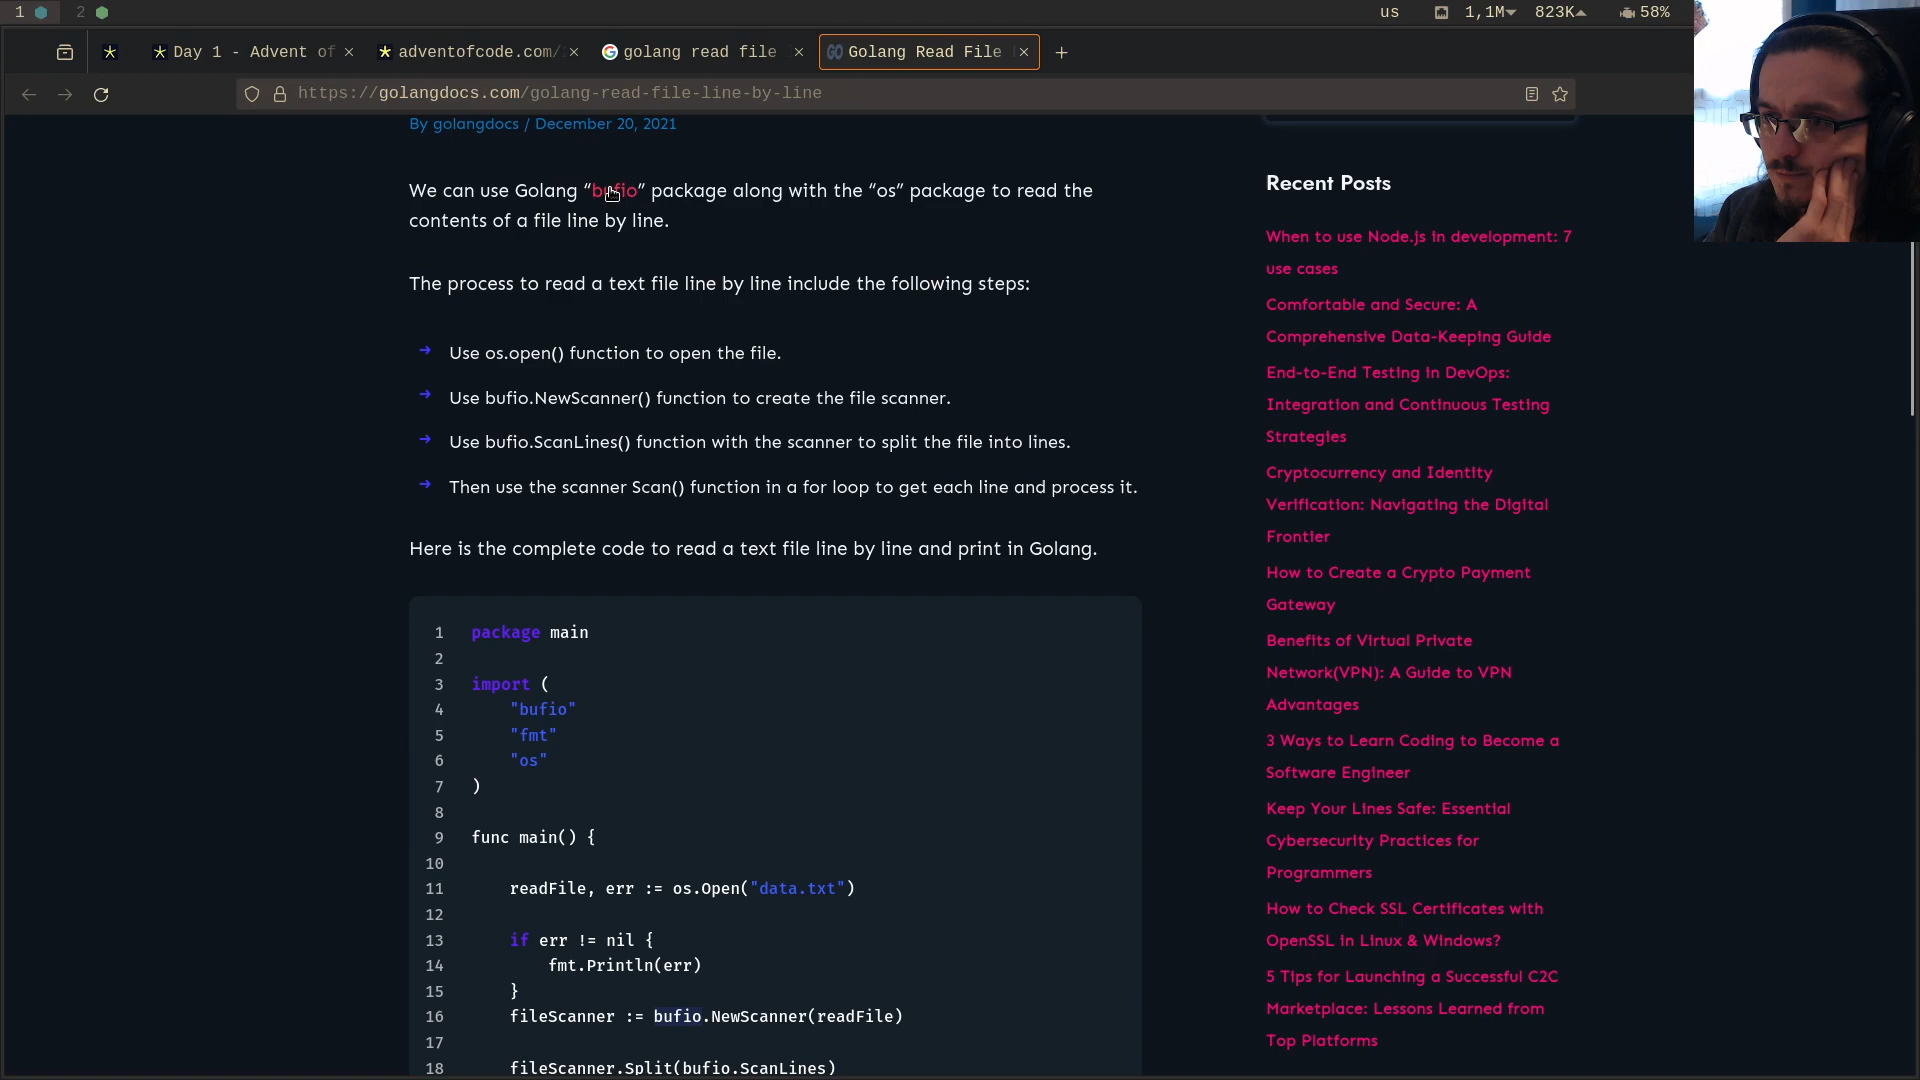 1 2 us 1,1M 823K 58%
Day 1 - Advent of adventofcode.com/ golang read file Golang Read File
https://golangdocs.com/golang-read-file-line-by-line
By golangdocs / December 20, 2021
We can use Golang “bufio” package along with the “os” package to read the
contents of a file line by line.
The process to read a text file line by line include the following steps:
Use os.open() function to open the file.
Use bufio.NewScanner() function to create the file scanner.
Use bufio.ScanLines() function with the scanner to split the file into lines.
Then use the scanner Scan() function in a for loop to get each line and process it.
Here is the complete code to read a text file line by line and print in Golang.
1 package main
2
3 import (
4 "bufio"
5 "fmt"
6 "os"
7 )
8
9 func main() {
10
11 readFile, err := os.Open("data.txt")
12
13 if err != nil {
14 fmt.Println(err)
15 }
16 fileScanner := bufio.NewScanner(readFile)
17
18 fileScanner.Split(bufio.ScanLines)
Recent Posts
When to use Node.js in development: 7
use cases
Comfortable and Secure: A
Comprehensive Data-Keeping Guide
End-to-End Testing in DevOps:
Integration and Continuous Testing
Strategies
Cryptocurrency and Identity
Verification: Navigating the Digital
Frontier
How to Create a Crypto Payment
Gateway
Benefits of Virtual Private
Network(VPN): A Guide to VPN
Advantages
3 Ways to Learn Coding to Become a
Software Engineer
Keep Your Lines Safe: Essential
Cybersecurity Practices for
Programmers
How to Check SSL Certificates with
OpenSSL in Linux & Windows?
5 Tips for Launching a Successful C2C
Marketplace: Lessons Learned from
Top Platforms